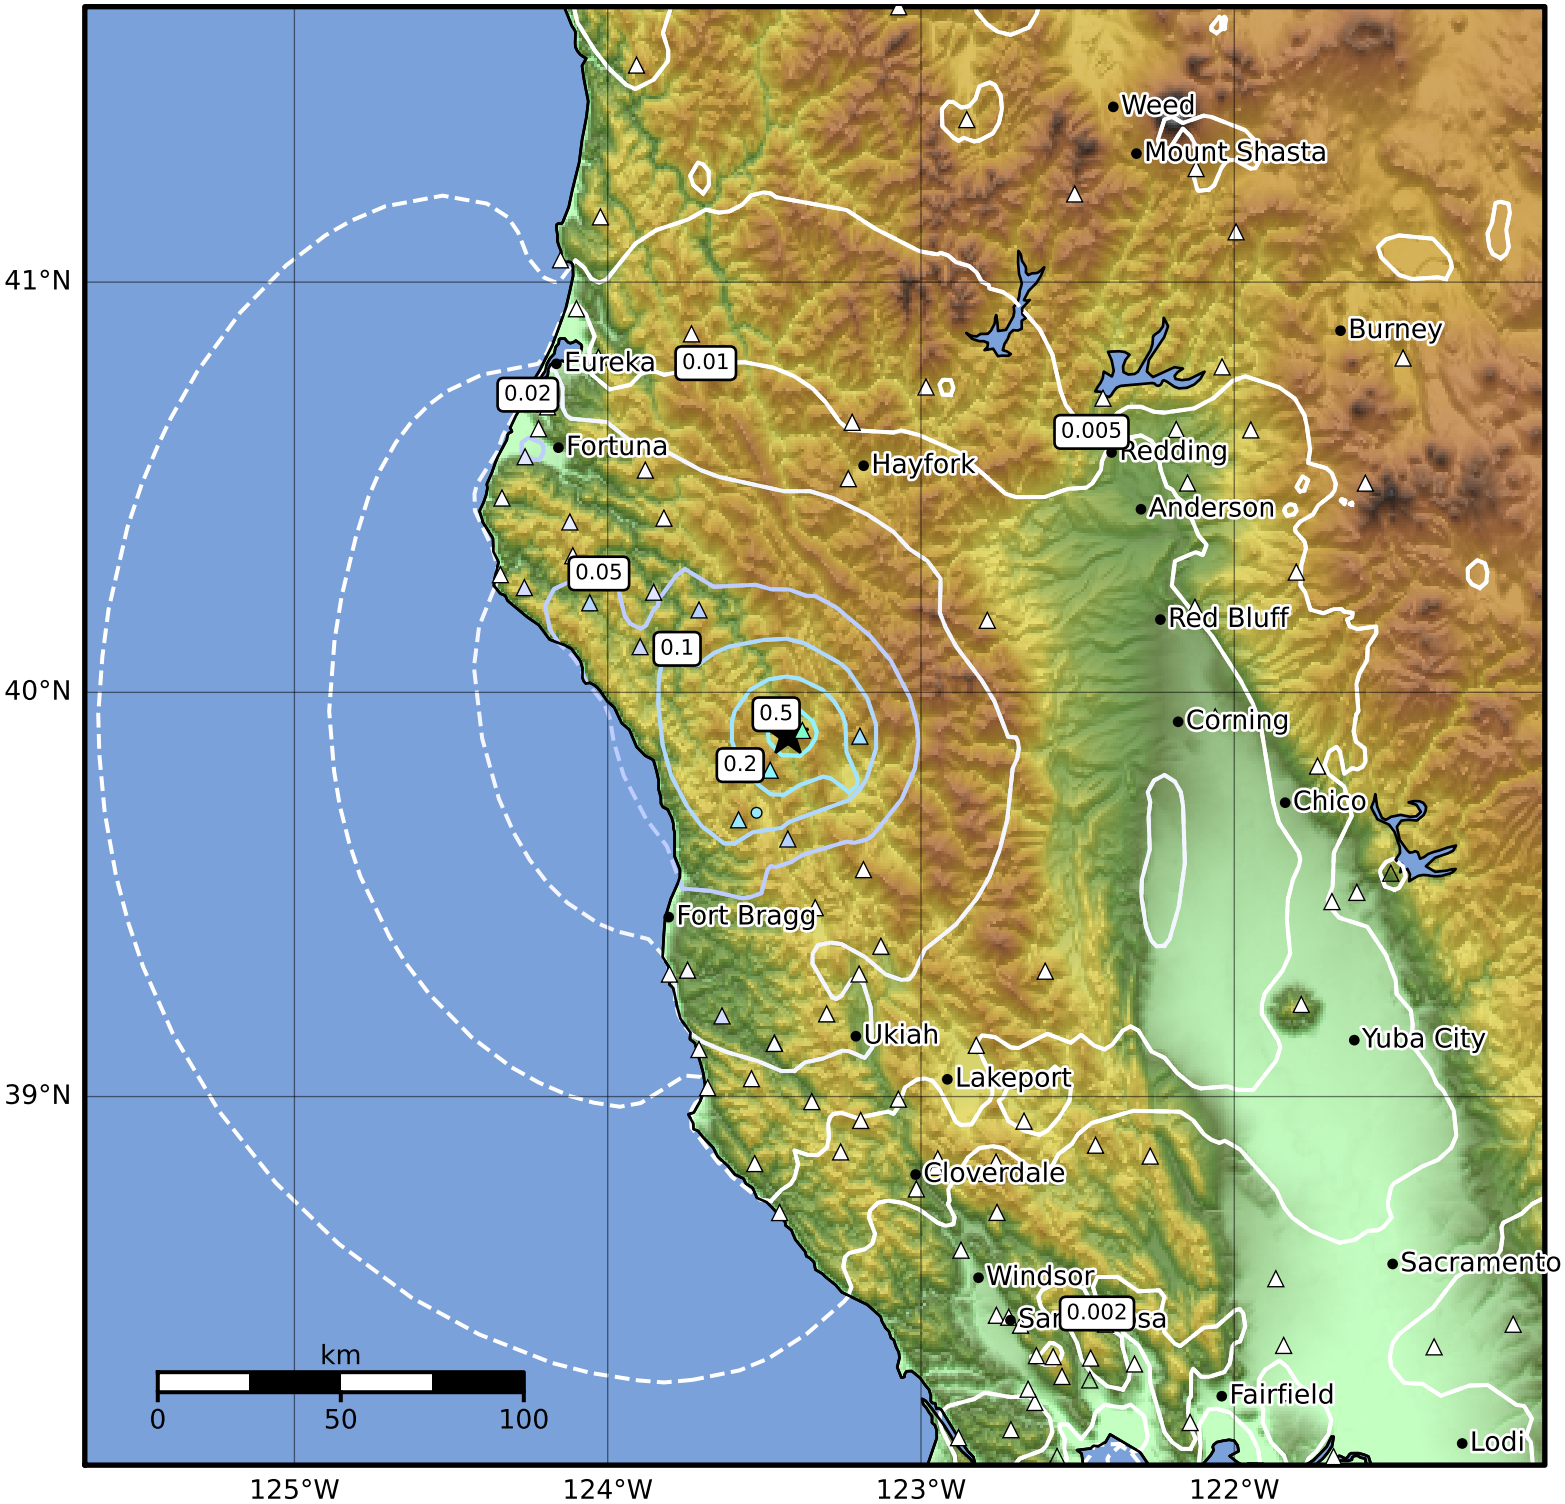 Weed
Mount Shasta
41°N
Burney
Eureka
0.01
0.02
0.005
Fortuna
Redding
Hayfork
Anderson
0.05
Red Bluff
0.1
40°N
0.5
Corning
0.2
Chico
Fort Bragg
Ukiah
Yuba City
Lakeport
39°N
Cloverdale
Sacramento
Windsor
0.002
km
Fairfield
0 50 100
Lodi
125°W 124°W 123°W 122°W